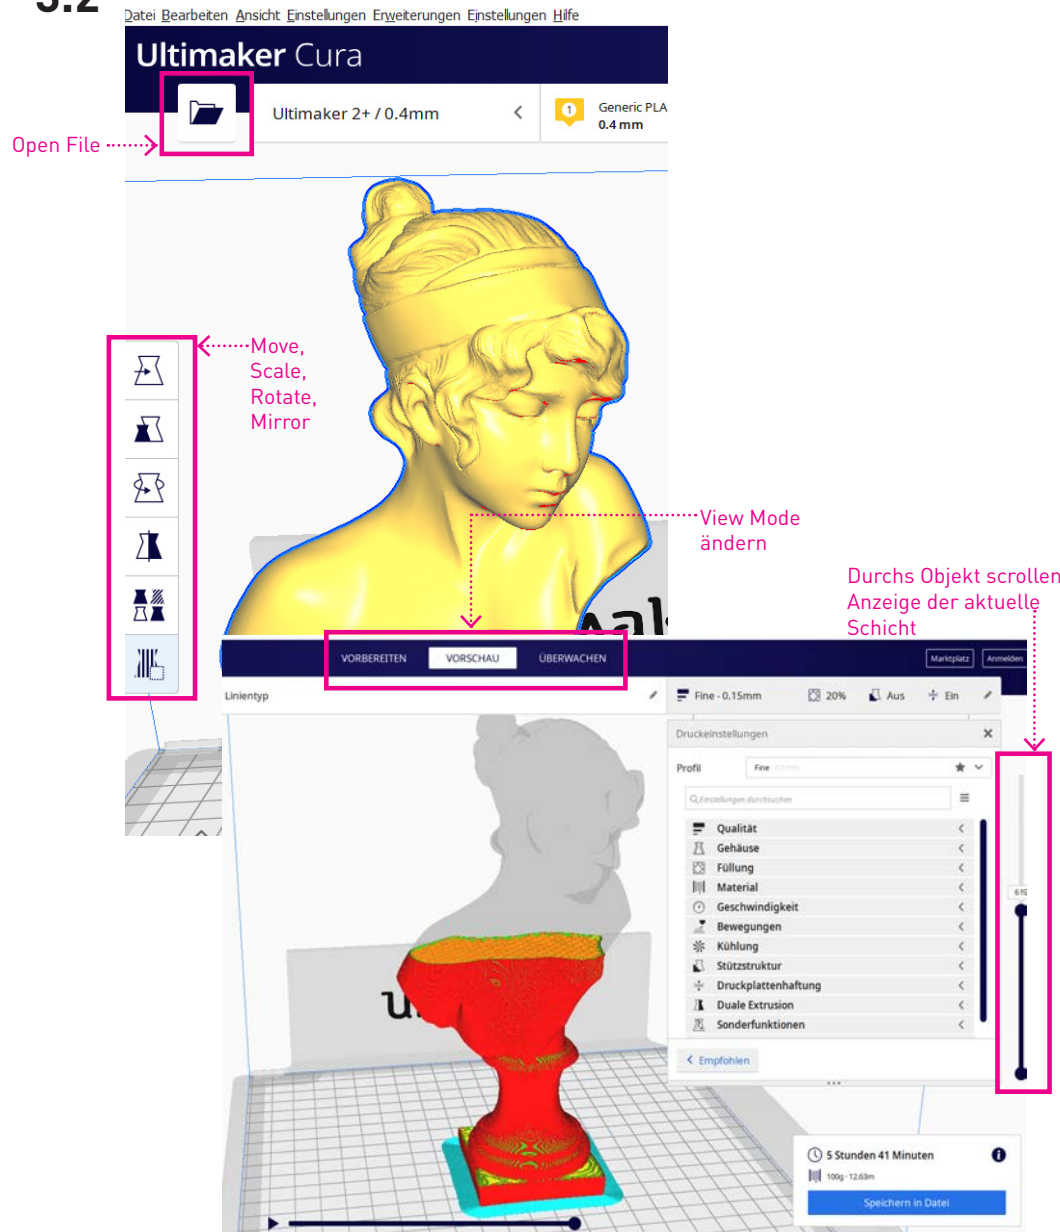 3.2
Datei Bearbeiten Ansicht Einstellungen Erweiterungen Einstellungen Hilfe
Ultimaker Cura
Ultimaker 2+ / 0.4mm
1
Generic PLA
0.4 mm
Open File
Move,
Scale,
Rotate,
Mirror
View Mode
ändern
Durchs Objekt scrollen
Anzeige der aktuelle
Schicht
VORBEREITEN
VORSCHAU
ÜBERWACHEN
Marktplatz
Anmelden
Linientyp
Fine - 0.15mm
20%
Aus
Ein
Druckeinstellungen
Profil
Fine
Einstellungen durchsuchen
Qualität
Gehäuse
Füllung
Material
619
Geschwindigkeit
Bewegungen
Kühlung
Stützstruktur
Druckplattenhaftung
Duale Extrusion
Sonderfunktionen
Empfohlen
5 Stunden 41 Minuten
100g · 12.63m
Speichern in Datei